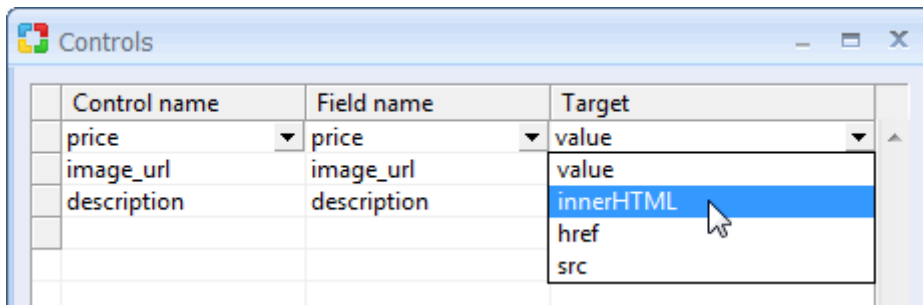 Controls
Control name Field name Target
price price value
image_url image_url value
description description innerHTML
href
src